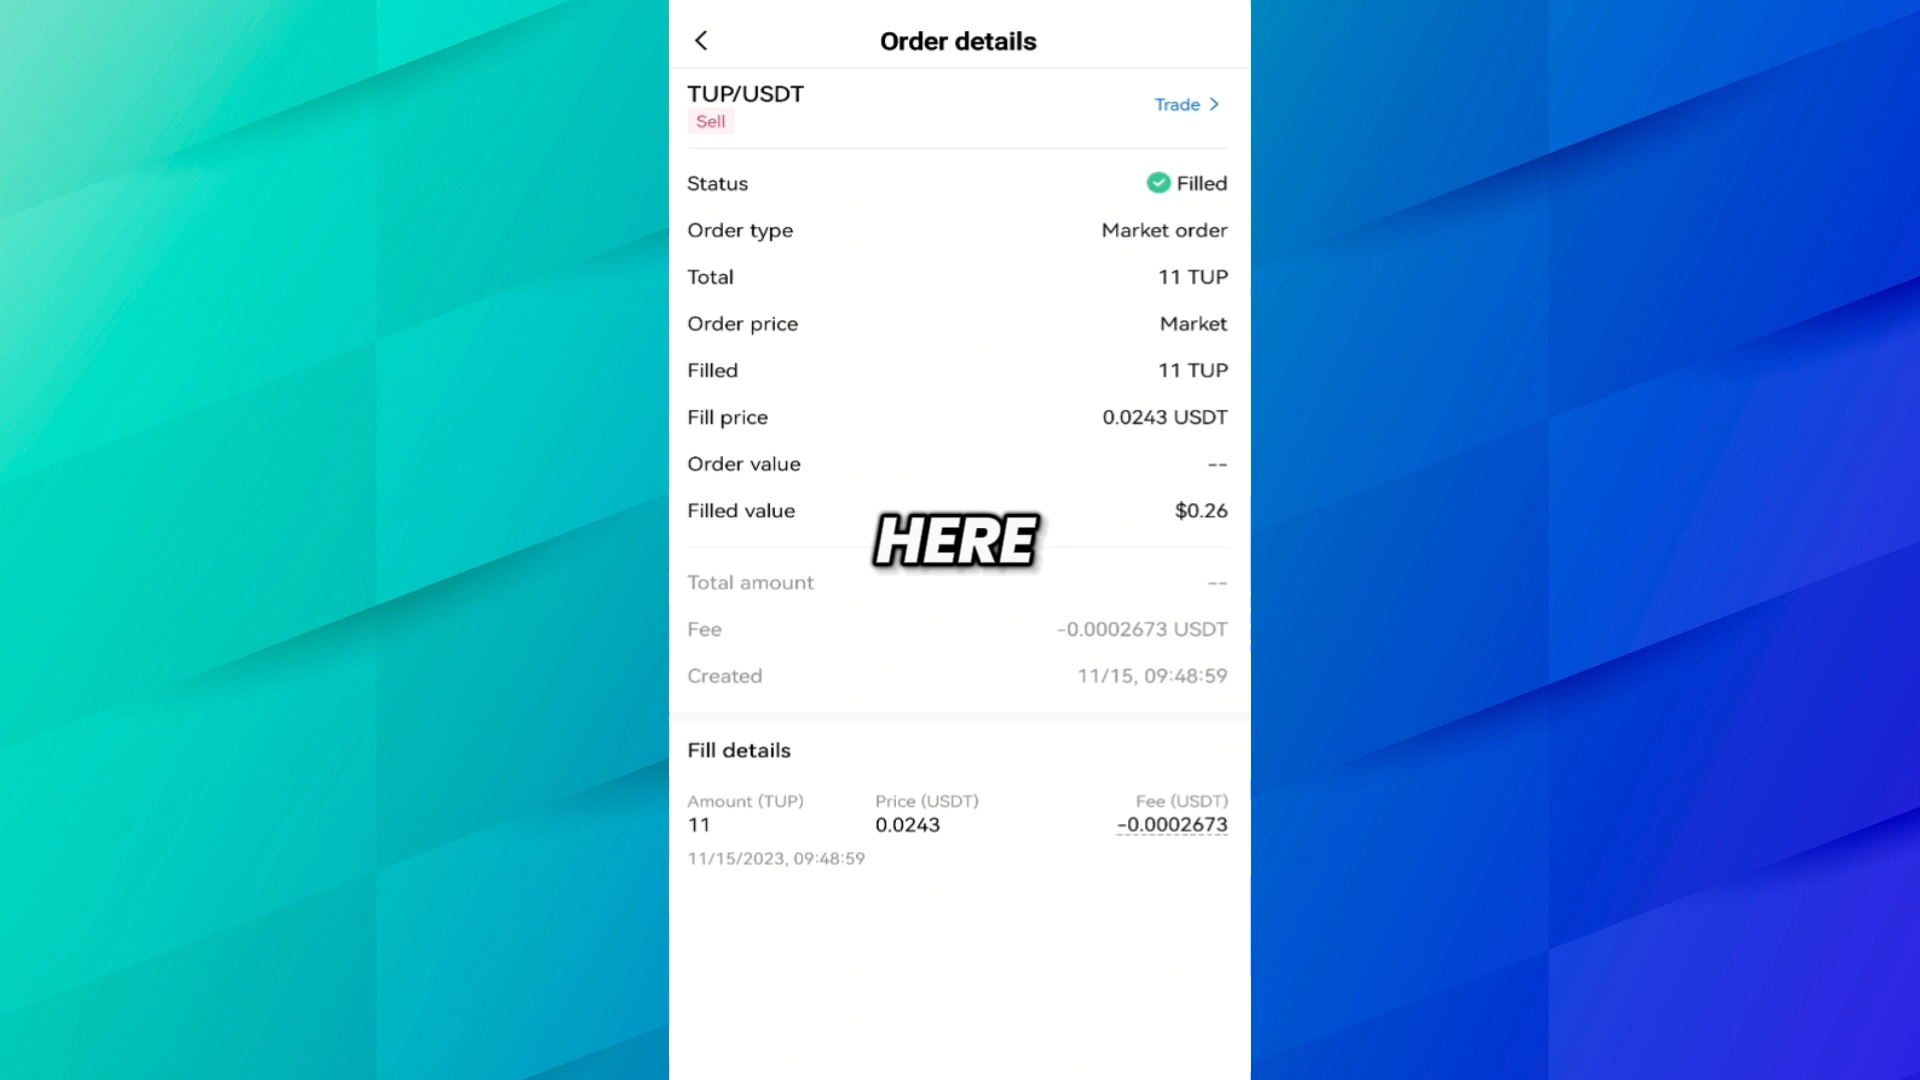 Order details
TUP/USDT
Trade
Sell
Status Filled
Order type Market order
Total 11 TUP
Order price Market
Filled 11 TUP
Fill price 0.0243 USDT
Order value --
Filled value $0.26
HERE
Total amount --
Fee -0.0002673 USDT
Created 11/15, 09:48:59
Fill details
Amount (TUP) Price (USDT) Fee (USDT)
11 0.0243 -0.0002673
11/15/2023, 09:48:59